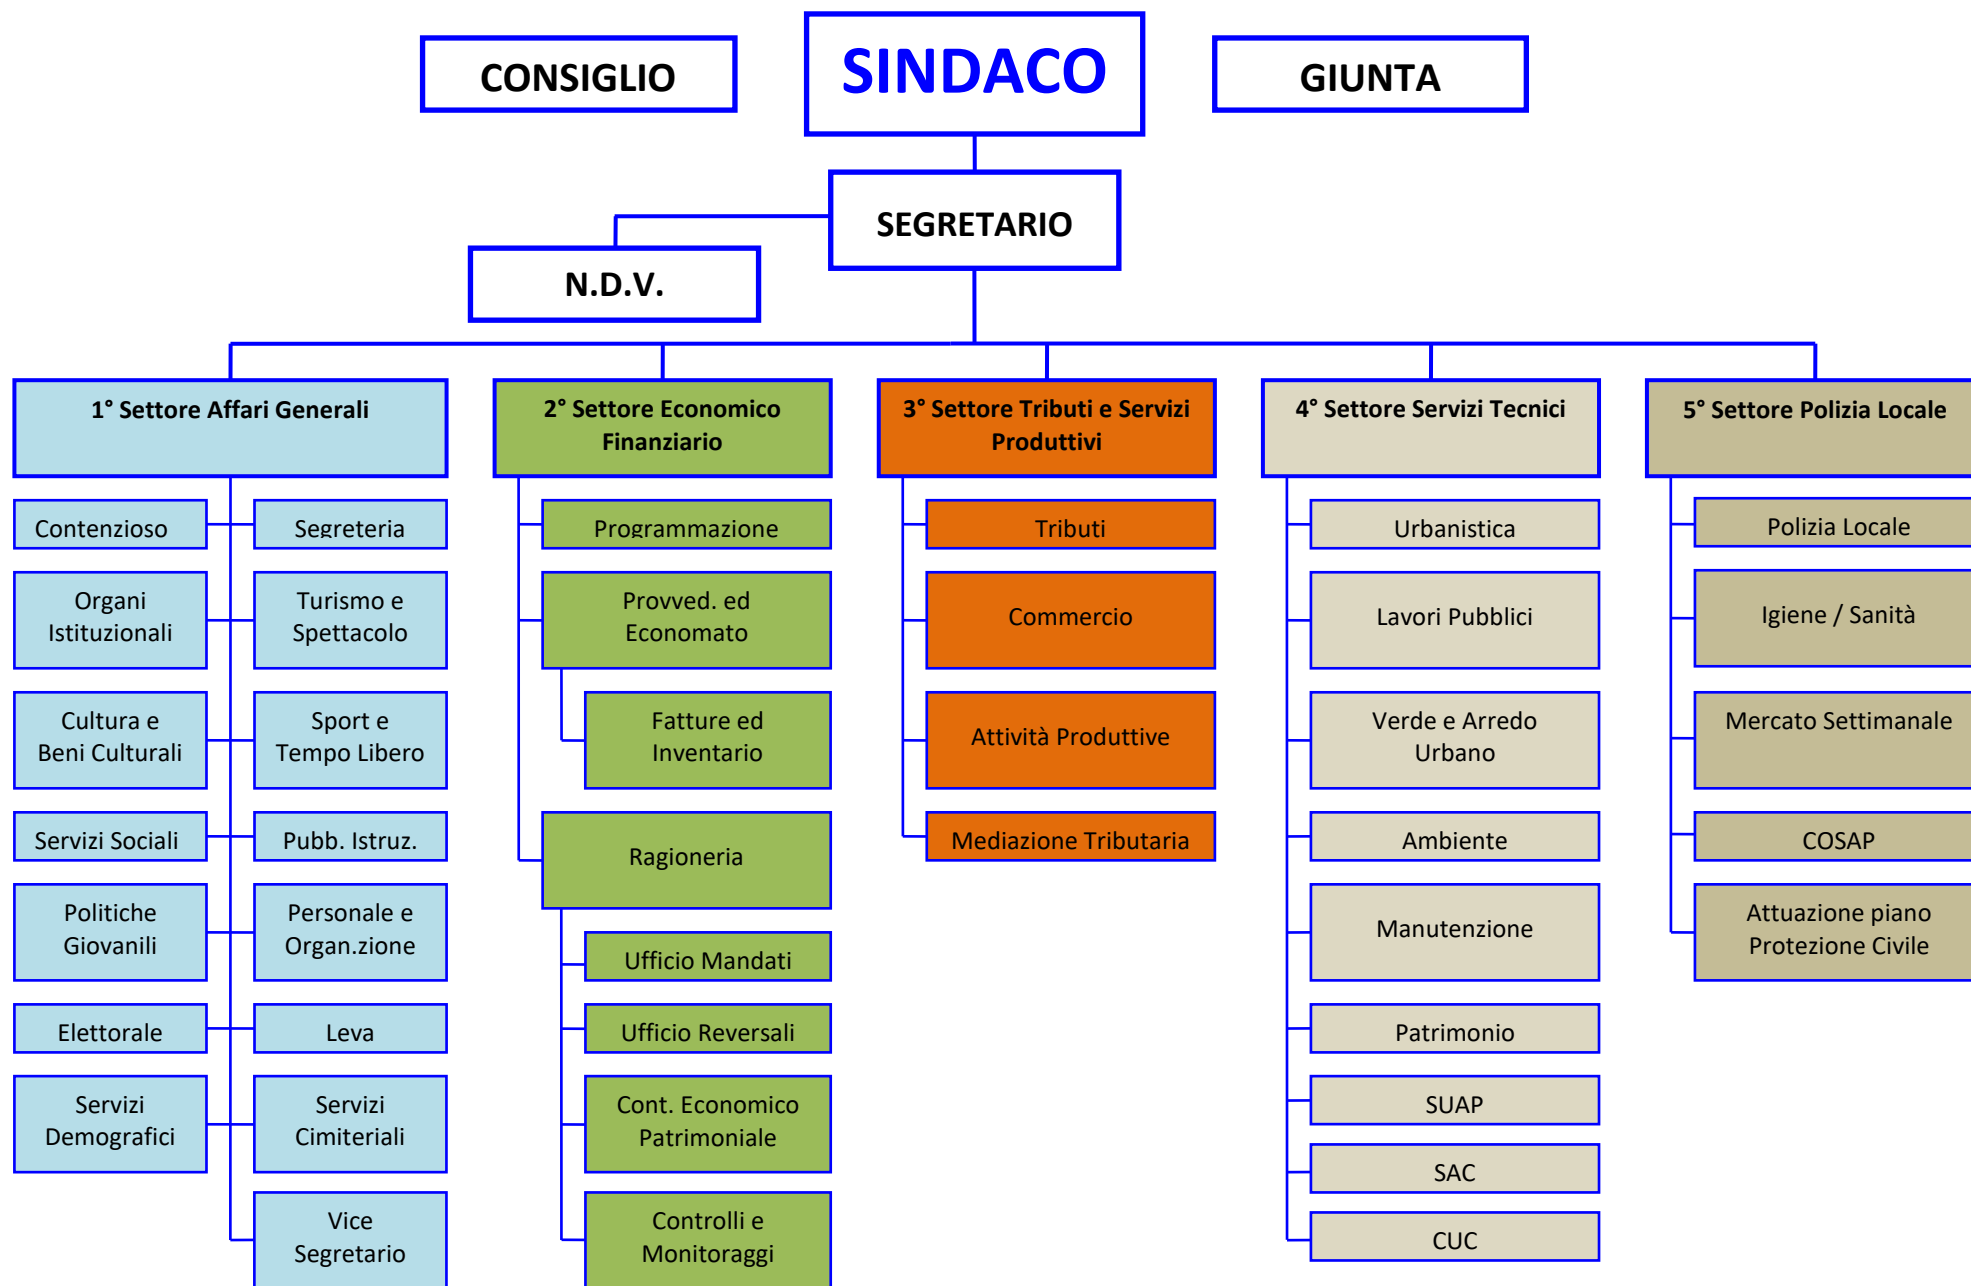 CONSIGLIO
SINDACO
GIUNTA
SEGRETARIO
N.D.V.
1° Settore Affari Generali
Contenzioso
Segreteria
Organi
Istituzionali
Turismo e
Spettacolo
Cultura e
Beni Culturali
Sport e
Tempo Libero
Servizi Sociali
Pubb. Istruz.
Politiche
Giovanili
Personale e
Organ.zione
Elettorale
Leva
Servizi
Demografici
Servizi
Cimiteriali
Vice
Segretario
2° Settore Economico
Finanziario
Programmazione
Provved. ed
Economato
Fatture ed
Inventario
Ragioneria
Ufficio Mandati
Ufficio Reversali
Cont. Economico
Patrimoniale
Controlli e
Monitoraggi
3° Settore Tributi e Servizi
Produttivi
Tributi
Commercio
Attività Produttive
Mediazione Tributaria
4° Settore Servizi Tecnici
Urbanistica
Lavori Pubblici
Verde e Arredo
Urbano
Ambiente
Manutenzione
Patrimonio
SUAP
SAC
CUC
5° Settore Polizia Locale
Polizia Locale
Igiene / Sanità
Mercato Settimanale
COSAP
Attuazione piano
Protezione Civile